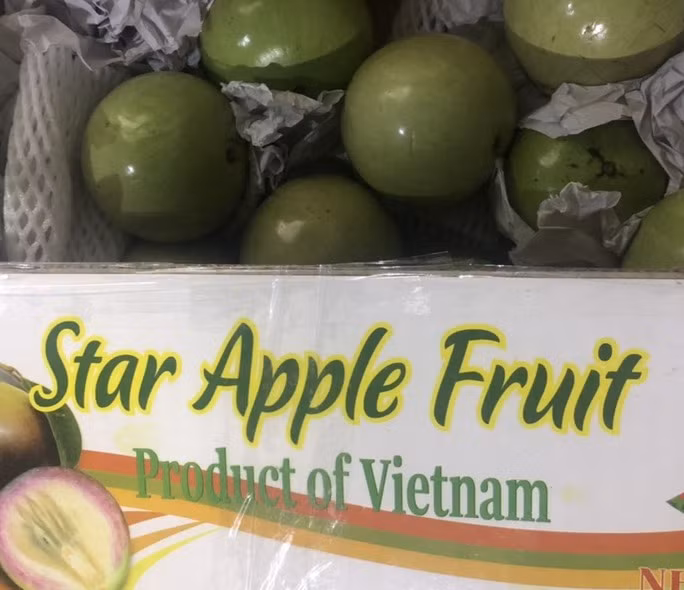 Star Apple Fruit
Product of Vietnam